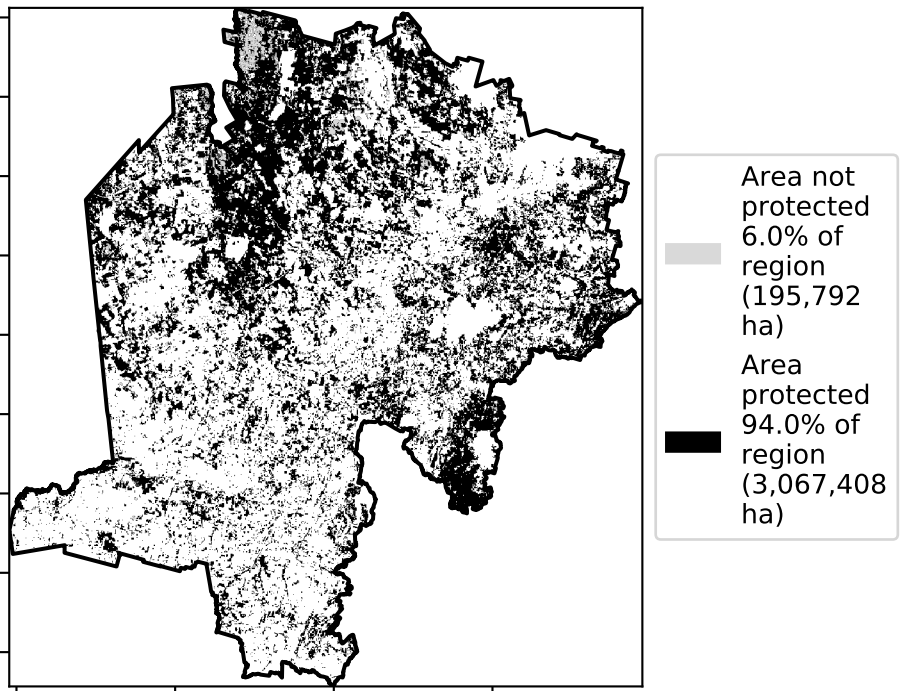 Area not
protected
6.0% of
region
(195,792
ha)
Area
protected
94.0% of
region
(3,067,408
ha)